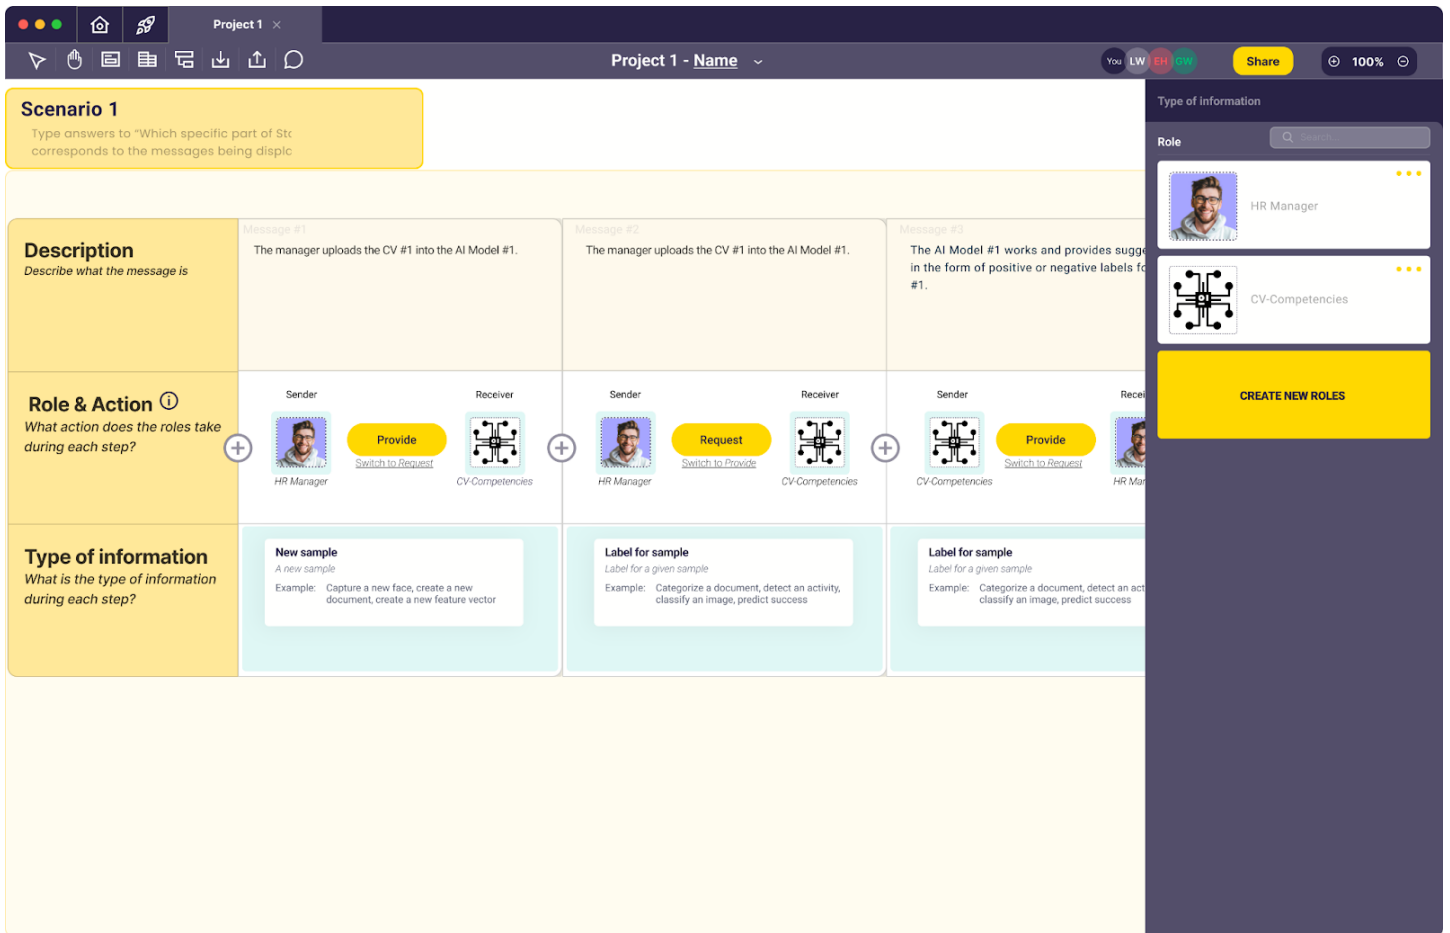 Project 1
Project 1 - Name
You LW EH GW
Share
100%
Scenario 1
Type answers to “Which specific part of
corresponds to the messages being
Type of information
Role
Search...
HR Manager
CV-Competencies
CREATE NEW ROLES
Description
Describe what the message is
Message #1
The manager uploads the CV #1 into the AI Model #1.
Message #2
The manager uploads the CV #1 into the AI Model #1.
Message #3
The AI Model #1 works and provides
in the form of positive or negative labels
#1.
Role & Action
What action does the roles take
during each step?
Sender
Receiver
Provide
Switch to Request
HR Manager
CV-Competencies
Sender
Receiver
Request
Switch to Provide
HR Manager
CV-Competencies
Sender
Provide
Switch to Request
CV-Competencies
HR
Type of information
What is the type of information
during each step?
New sample
A new sample
Example: Capture a new face, create a new
document, create a new feature vector
Label for sample
Label for a given sample
Example: Categorize a document, detect an activity,
classify an image, predict success
Label for sample
Label for a given sample
Example: Categorize a document, detect an
classify an image, predict success